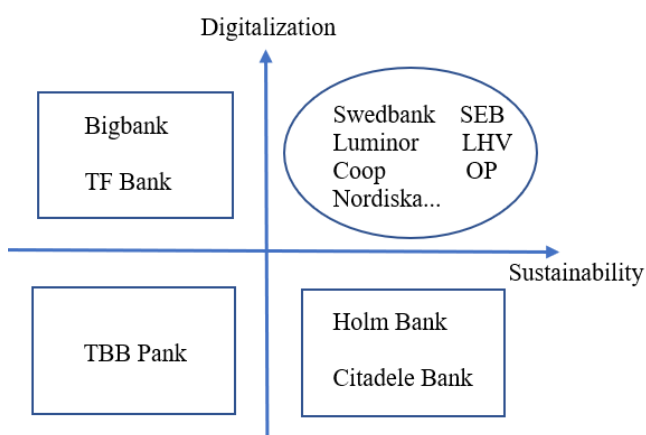 Digitalization
Bigbank
TF Bank
Swedbank SEB
Luminor LHV
Coop OP
Nordiska...
Sustainability
TBB Pank
Holm Bank
Citadele Bank